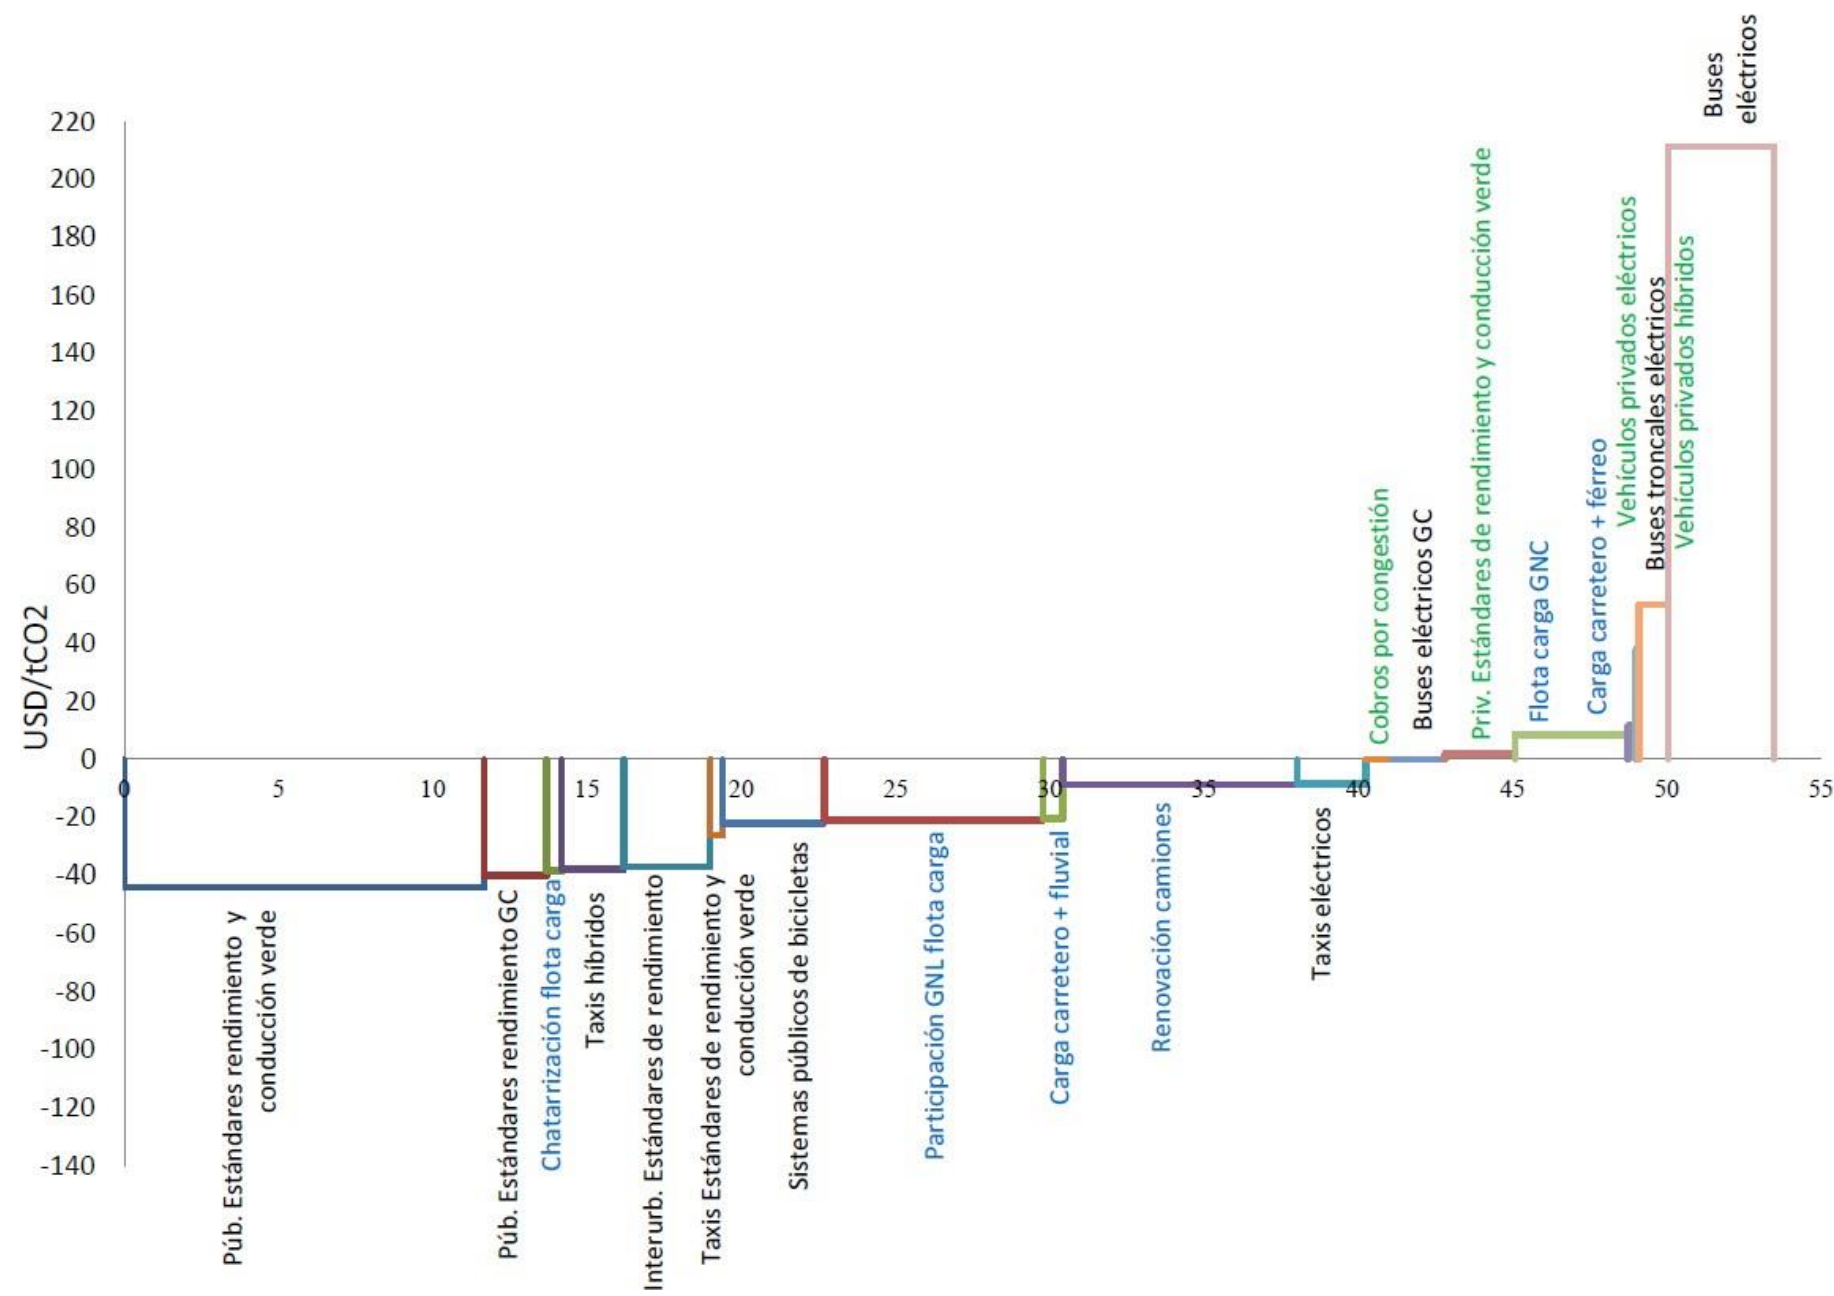 USD/tCO2
220
200
180
160
140
120
100
80
60
40
20
0
-20
-40
-60
-80
-100
-120
-140
0
5
10
15
20
25
30
35
40
45
50
55
Púb. Estándares rendimiento y
conducción verde
Púb. Estándares rendimiento GC
Chatarrización flota carga
Taxis híbridos
Interurb. Estándares de rendimiento
Taxis Estándares de rendimiento y
conducción verde
Sistemas públicos de bicicletas
Participación GNL flota carga
Carga carretero + fluvial
Renovación camiones
Taxis eléctricos
Cobros por congestión
Buses eléctricos GC
Priv. Estándares de rendimiento y conducción verde
Flota carga GNC
Carga carretero + férreo
Vehículos privados eléctricos
Buses troncales eléctricos
Vehículos privados híbridos
Buses
eléctricos